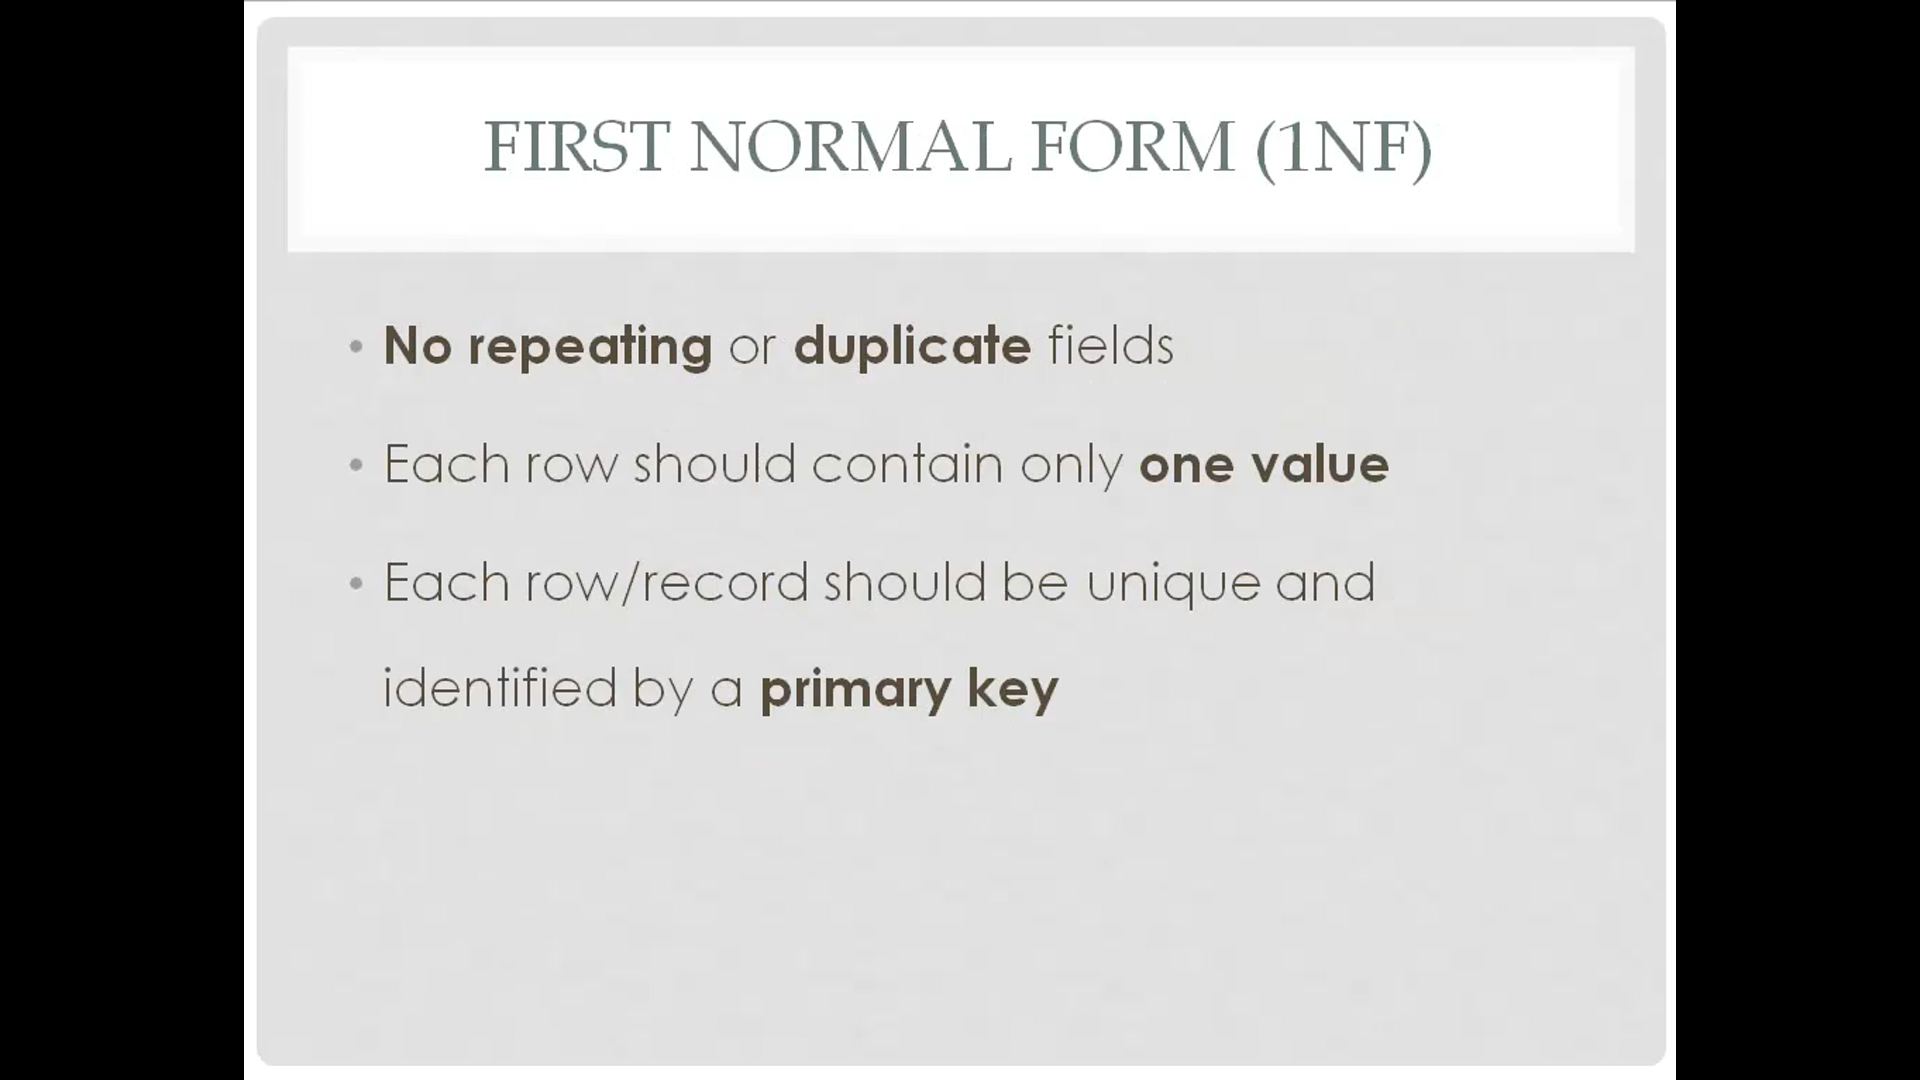 FIRST NORMAL FORM (1NF)
• No repeating or duplicate fields
• Each row should contain only one value
• Each row/record should be unique and
identified by a primary key